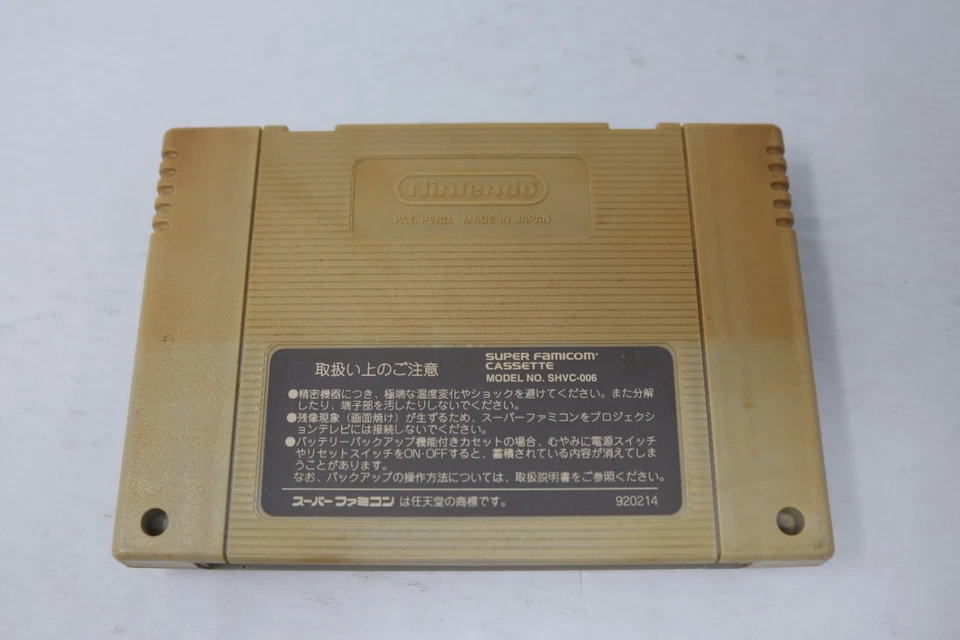 Nintendo
PAT. PEND. MADE IN JAPAN
取扱い上のご注意
SUPER FAMICOM
CASSETTE
MODEL NO. SHVC-006
●精密機器につき、極端な温度変化やショックを避けてください。また分解
したり、端子部を汚したりしないでください。
●残像現象（画面焼け）が生ずるため、スーパーファミコンをプロジェクシ
ョンテレビには接続しないでください。
●バッテリーバックアップ機能付きカセットの場合、むやみに電源スイッチ
やリセットスイッチをON·OFFすると、蓄積されている内容が消えてしま
うことがあります。
なお、バックアップの操作方法については、取扱説明書をご参照ください。
スーパーファミコン は任天堂の商標です。 920214